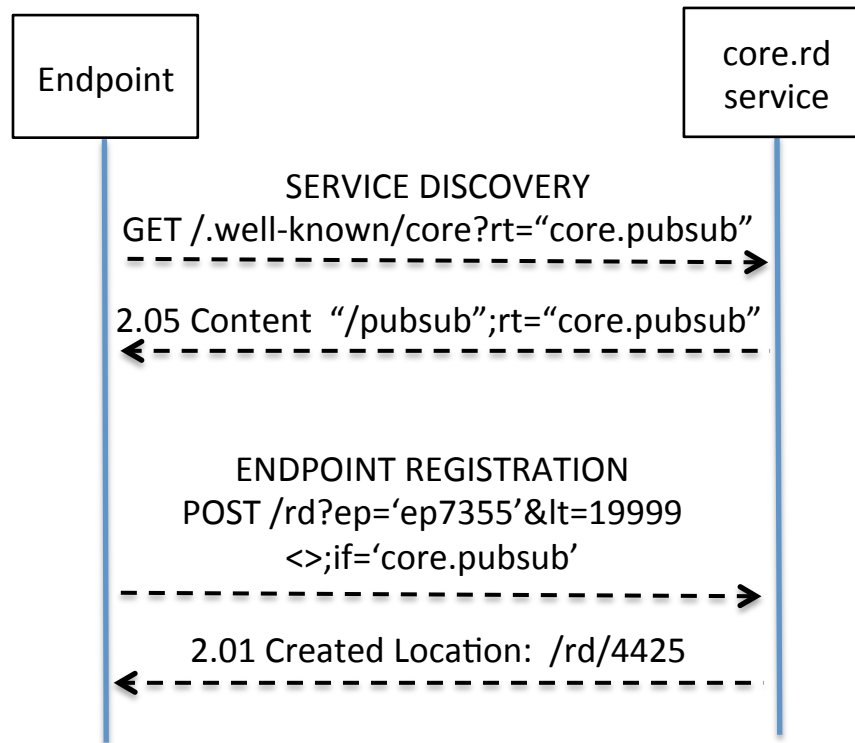 Endpoint
core.rd
service
SERVICE DISCOVERY
GET /.well-known/core?rt=“core.pubsub”
2.05 Content  “/pubsub”;rt=“core.pubsub”
ENDPOINT REGISTRATION
POST /rd?ep=‘ep7355’&lt=19999
<>;if=‘core.pubsub’
2.01 Created Location:  /rd/4425